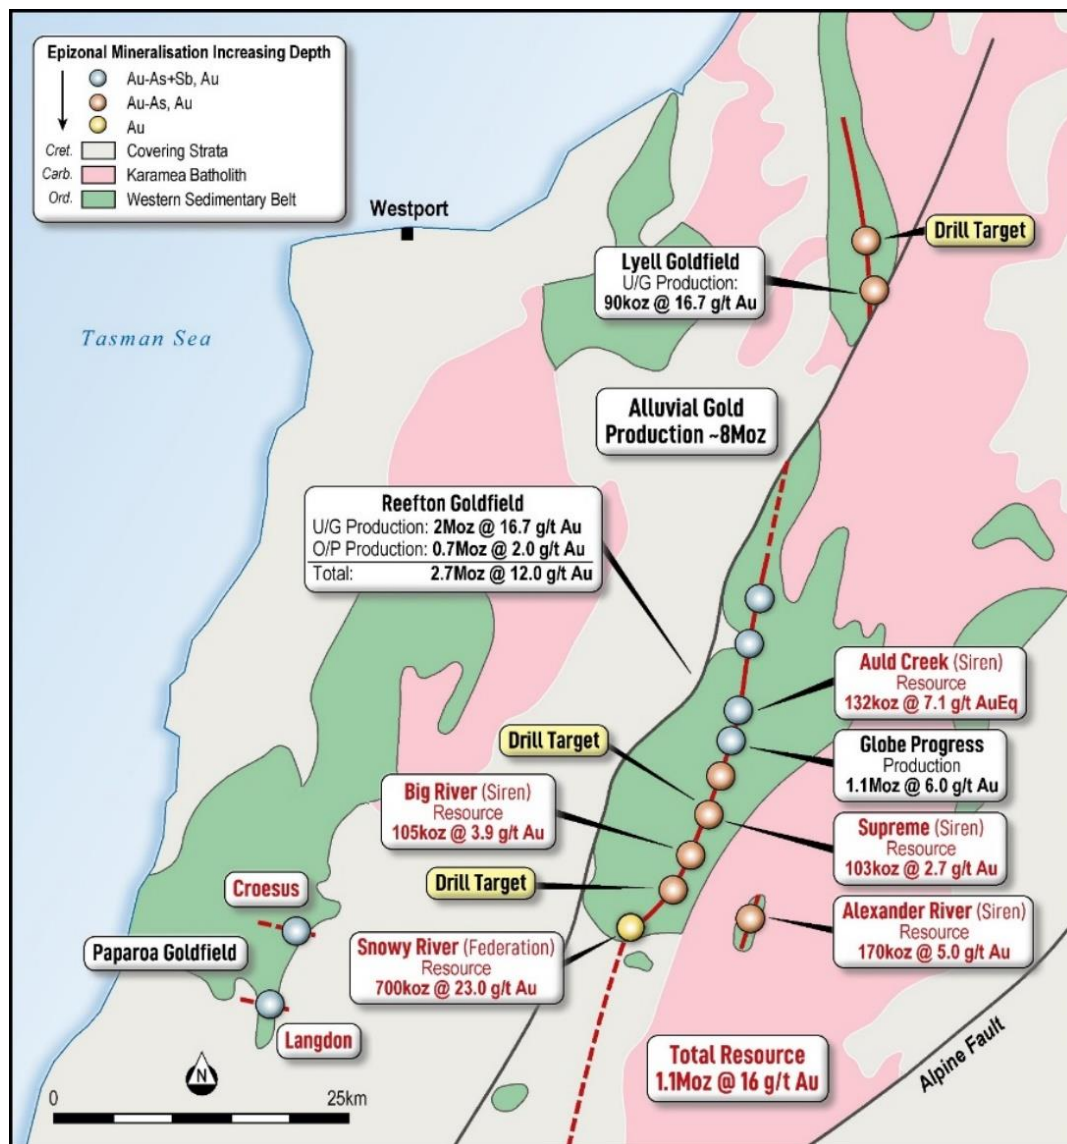 Epizonal Mineralisation Increasing Depth
Au-As+Sb, Au
Au-As, Au
Au
Cret. Covering Strata
Carb. Karamea Batholith
Ord. Western Sedimentary Belt
Westport
Tasman Sea
Drill Target
Lyell Goldfield
U/G Production:
90koz @ 16.7 g/t Au
Alluvial Gold
Production ~8Moz
Reefton Goldfield
U/G Production: 2Moz @ 16.7 g/t Au
O/P Production: 0.7Moz @ 2.0 g/t Au
Total: 2.7Moz @ 12.0 g/t Au
Auld Creek (Siren)
Resource
132koz @ 7.1 g/t AuEq
Drill Target
Globe Progress
Production
1.1Moz @ 6.0 g/t Au
Big River (Siren)
Resource
105koz @ 3.9 g/t Au
Supreme (Siren)
Resource
103koz @ 2.7 g/t Au
Drill Target
Croesus
Alexander River (Siren)
Resource
170koz @ 5.0 g/t Au
Paparoa Goldfield
Snowy River (Federation)
Resource
700koz @ 23.0 g/t Au
Langdon
Total Resource
1.1Moz @ 16 g/t Au
Alpine Fault
N
0 25km